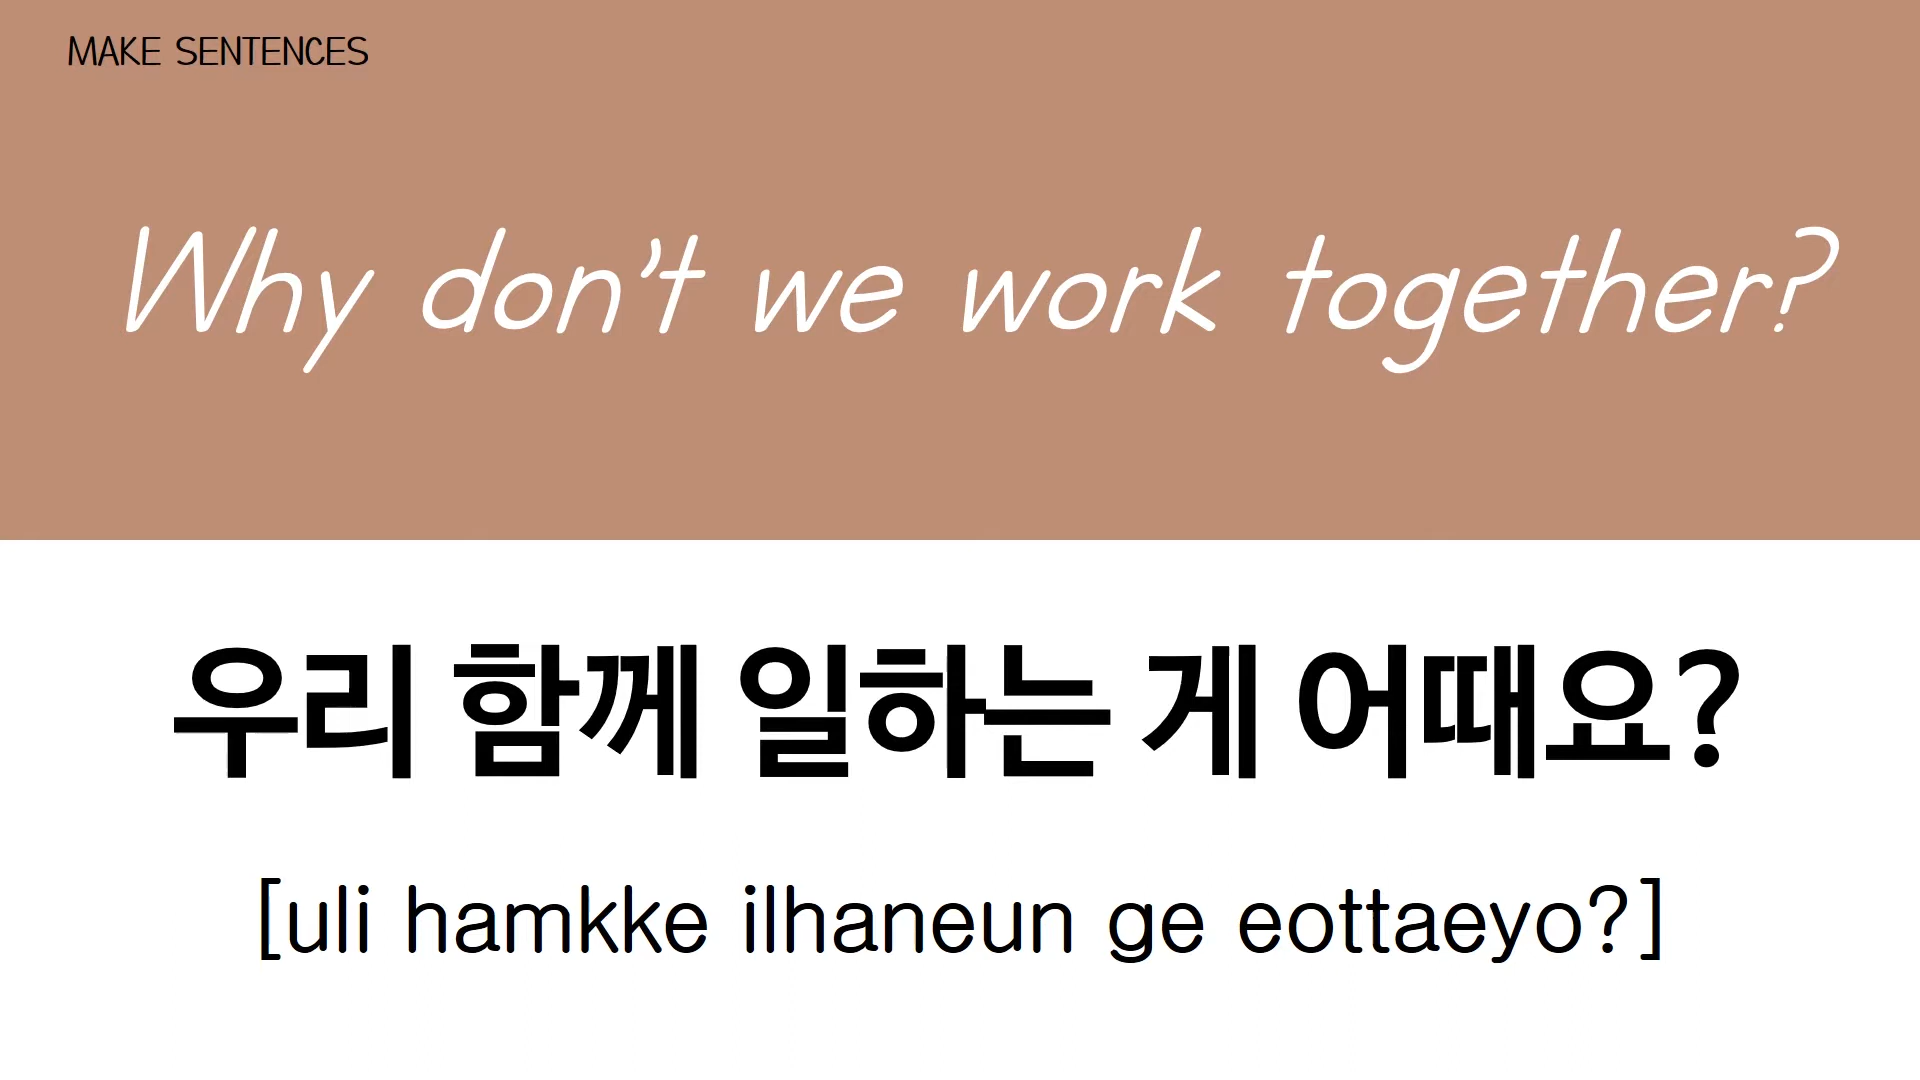 MAKE SENTENCES
Why don't we work together?
우리 함께 일하는 게 어때요?
[uli hamkke ilhaneun ge eottaeyo?]